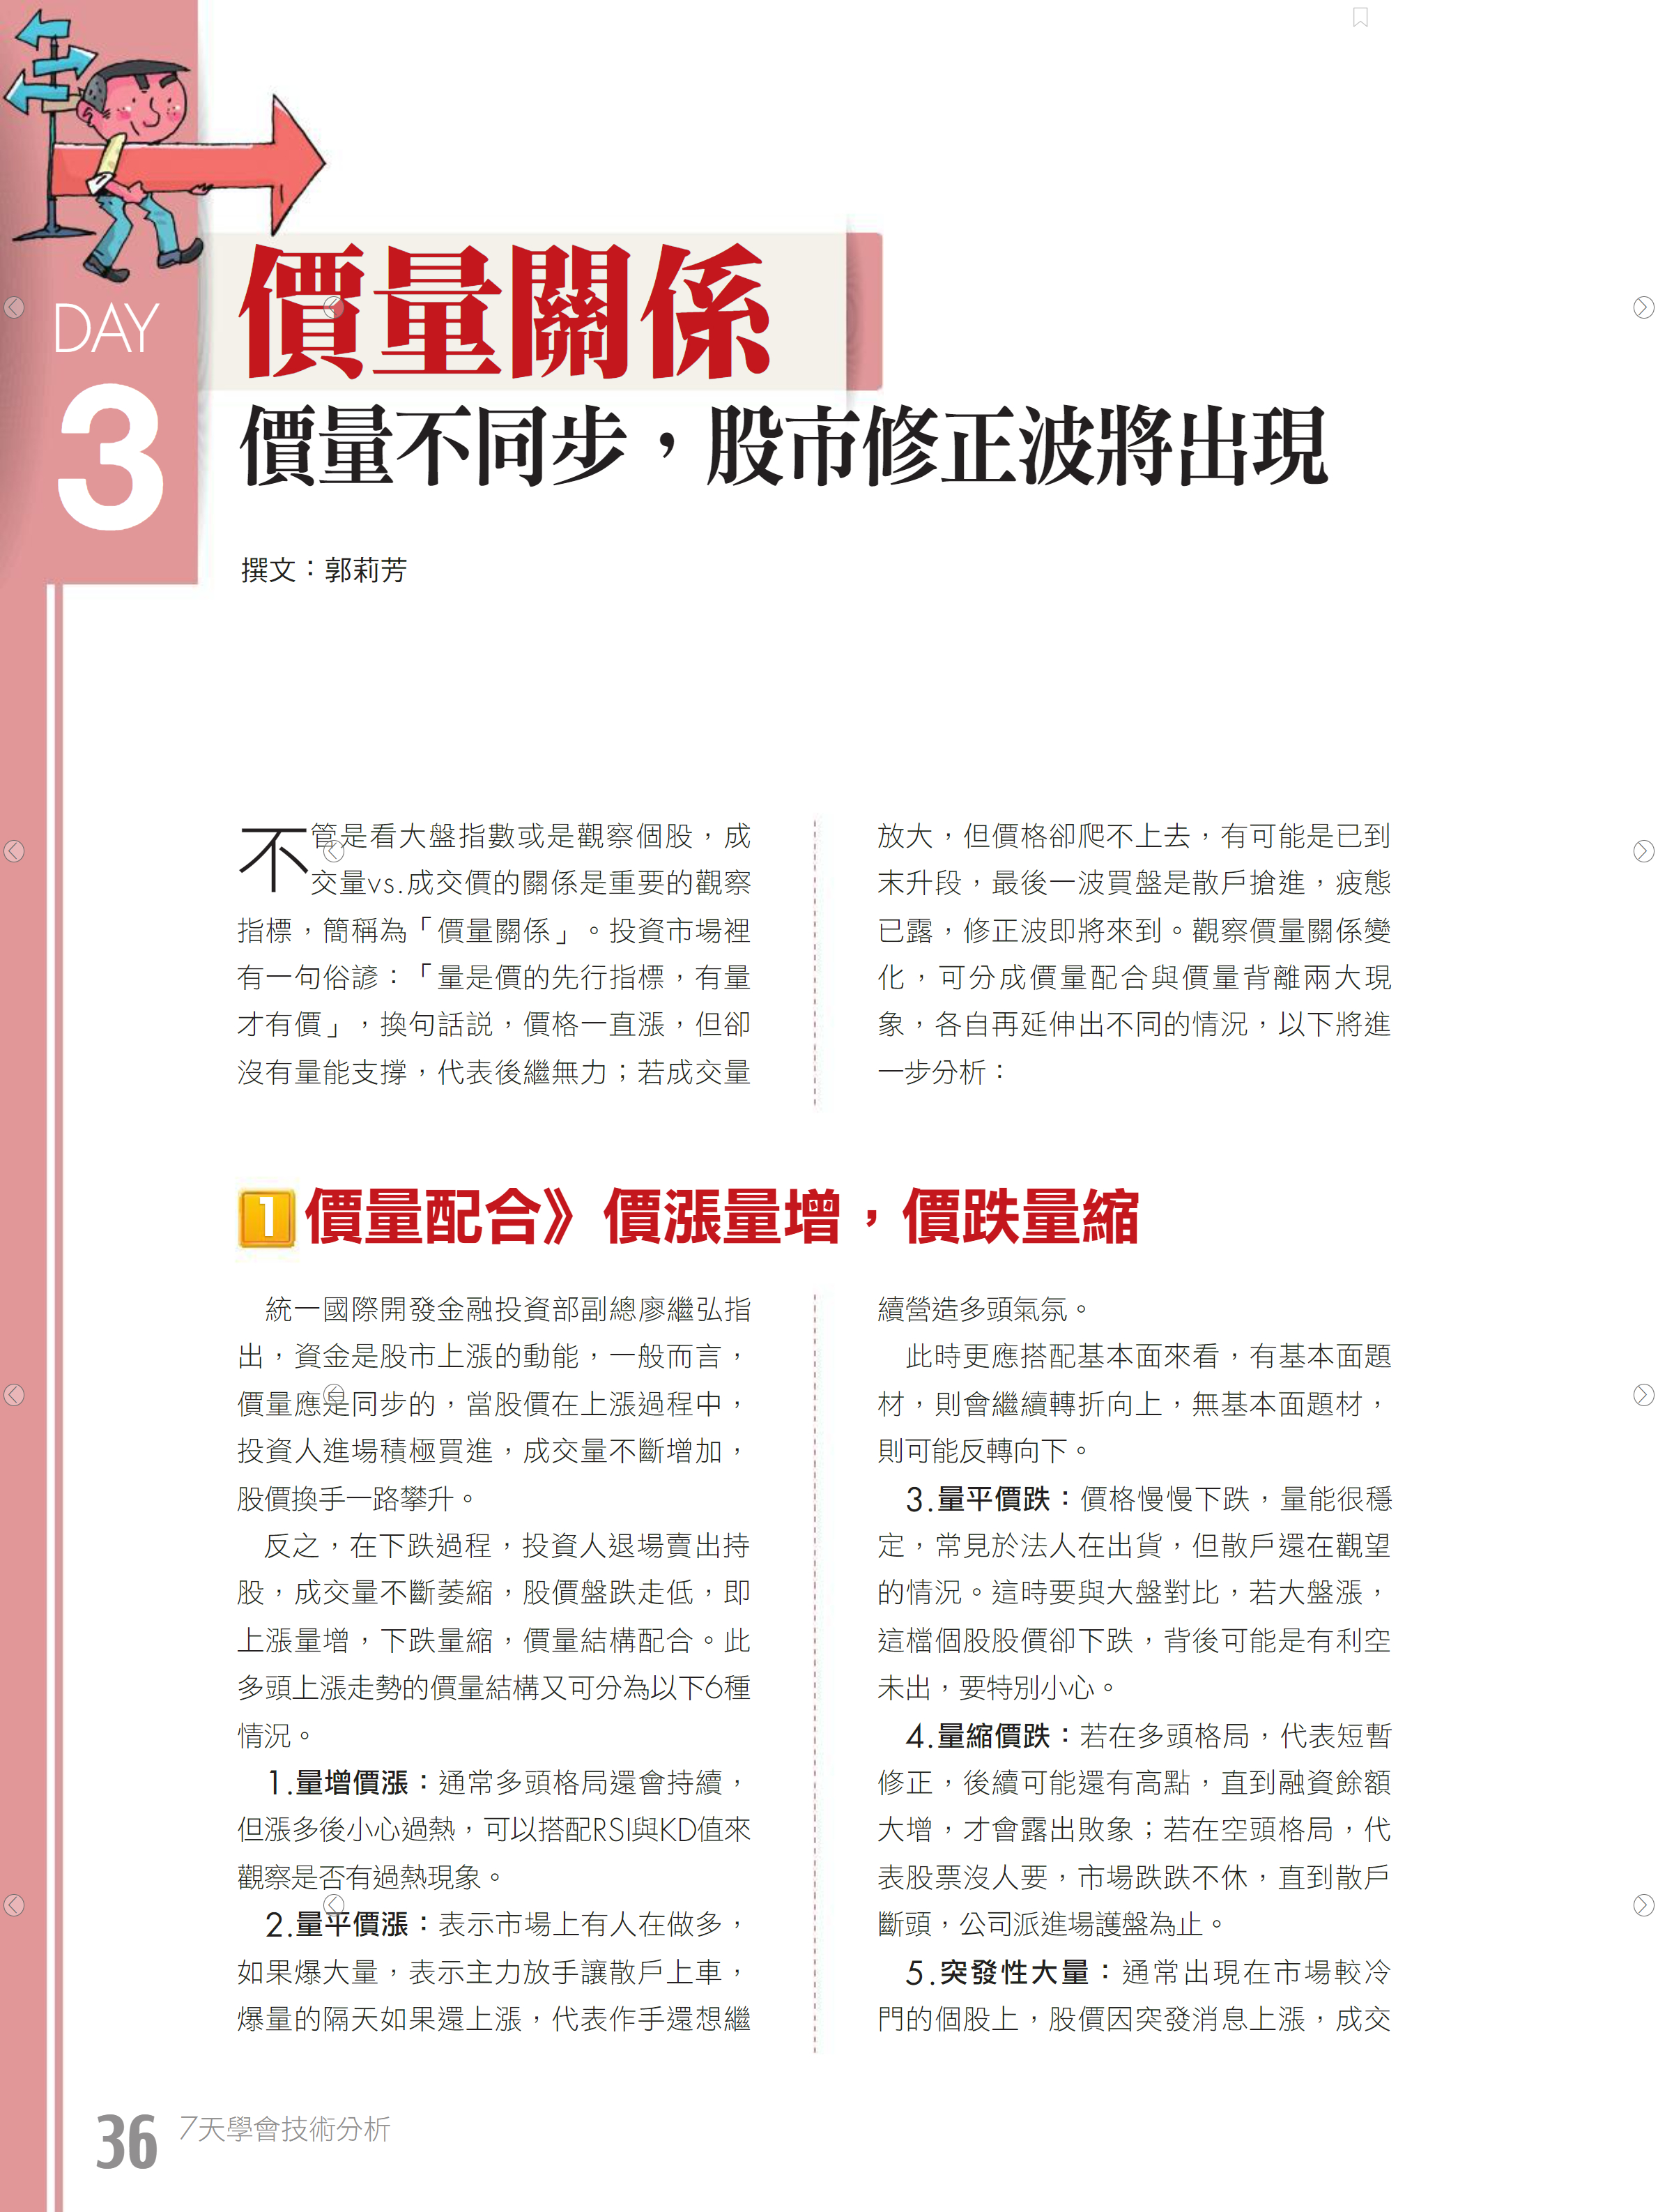 DAY
3
價量關係
價量不同步，股市修正波將出現
撰文：郭莉芳
不管是看大盤指數或是觀察個股，成
交量vs.成交價的關係是重要的觀察
指標，簡稱為「價量關係」。投資市場裡
有一句俗諺：「量是價的先行指標，有量
才有價」，換句話說，價格一直漲，但卻
沒有量能支撐，代表後繼無力；若成交量
放大，但價格卻爬不上去，有可能是已到
末升段，最後一波買盤是散戶搶進，疲態
已露，修正波即將來到。觀察價量關係變
化，可分成價量配合與價量背離兩大現
象，各自再延伸出不同的情況，以下將進
一步分析：
1 價量配合》價漲量增，價跌量縮
統一國際開發金融投資部副總廖繼弘指
出，資金是股市上漲的動能，一般而言，
價量應是同步的，當股價在上漲過程中，
投資人進場積極買進，成交量不斷增加，
股價換手一路攀升。
反之，在下跌過程，投資人退場賣出持
股，成交量不斷萎縮，股價盤跌走低，即
上漲量增，下跌量縮，價量結構配合。此
多頭上漲走勢的價量結構又可分為以下6種
情況。
1.量增價漲：通常多頭格局還會持續，
但漲多後小心過熱，可以搭配RSI與KD值來
觀察是否有過熱現象。
2.量平價漲：表示市場上有人在做多，
如果爆大量，表示主力放手讓散戶上車，
爆量的隔天如果還上漲，代表作手還想繼
續營造多頭氣氛。
此時更應搭配基本面來看，有基本面題
材，則會繼續轉折向上，無基本面題材，
則可能反轉向下。
3.量平價跌：價格慢慢下跌，量能很穩
定，常見於法人在出貨，但散戶還在觀望
的情況。這時要與大盤對比，若大盤漲，
這檔個股股價卻下跌，背後可能是有利空
未出，要特別小心。
4.量縮價跌：若在多頭格局，代表短暫
修正，後續可能還有高點，直到融資餘額
大增，才會露出敗象；若在空頭格局，代
表股票沒人要，市場跌跌不休，直到散戶
斷頭，公司派進場護盤為止。
5.突發性大量：通常出現在市場較冷
門的個股上，股價因突發消息上漲，成交
36 7天學會技術分析